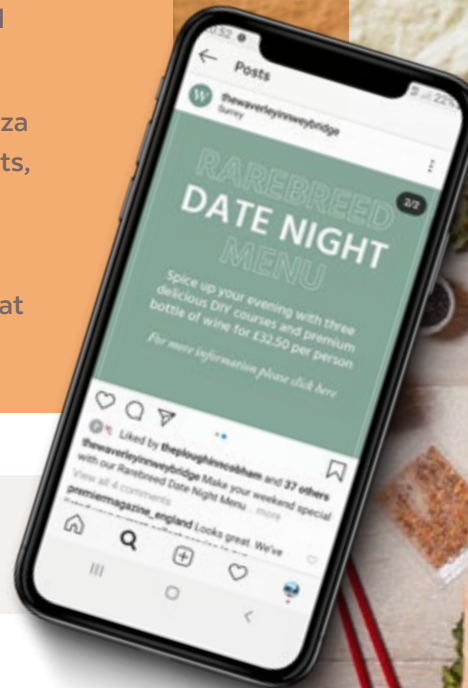 za
ts,
at
0:52
22%
Posts
W
thewaverleyinnweybridge
Surrey
2/2
RAREBREED
DATE NIGHT
MENU
Spice up your evening with three
delicious DIY courses and premium
bottle of wine for £32.50 per person
For more information please click here
Liked by theploughinncobham and 37 others
thewaverleyinnweybridge Make your weekend special
with our Rarebreed Date Night Menu... more
View all 4 comments
premiermagazine_england Looks great. We've